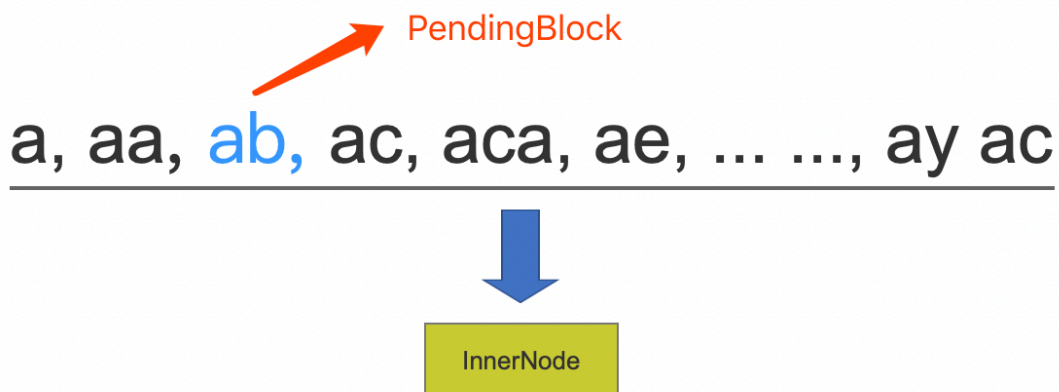 PendingBlock
a, aa, ab, ac, aca, ae, ... ..., ay ac
InnerNode